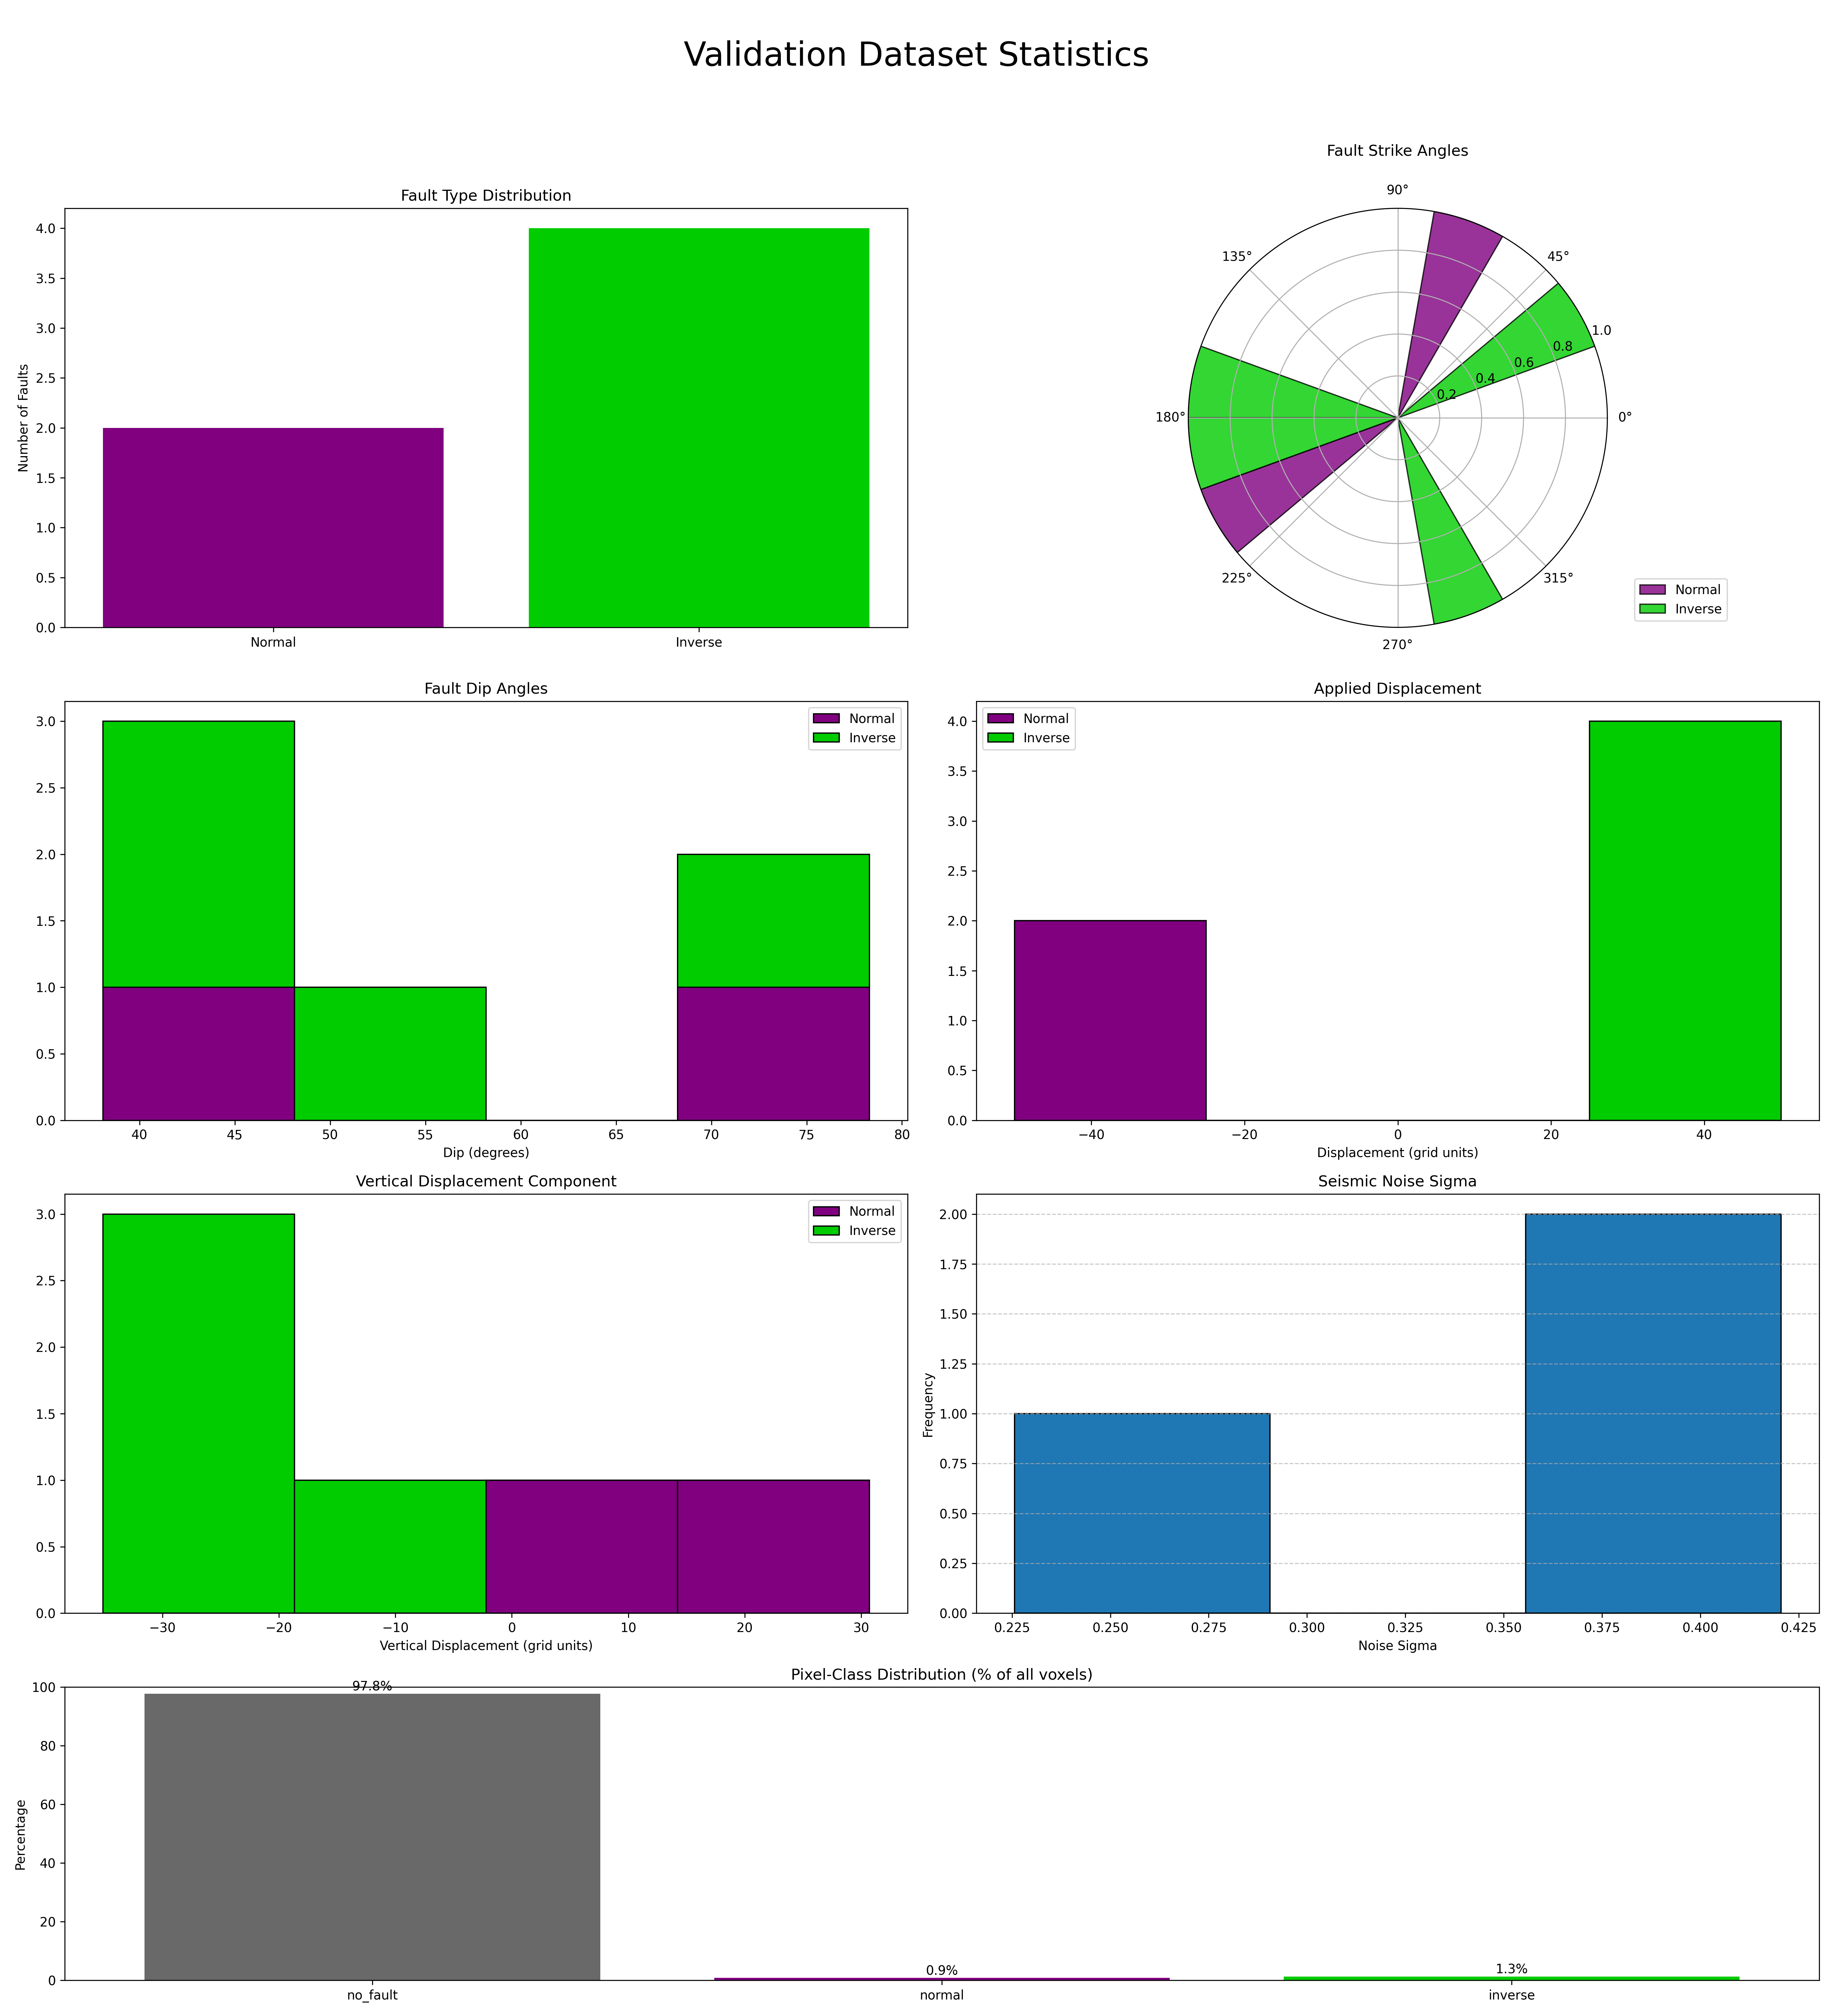 Validation Dataset Statistics
Fault Type Distribution
Number of Faults
4.0
3.5
3.0
2.5
2.0
1.5
1.0
0.5
0.0
Normal Inverse
Fault Strike Angles
90°
135° 45°
1.0
0.8
0.6
0.4
0.2
180° 0°
225° 315°
270°
Normal
Inverse
Fault Dip Angles
Normal
Inverse
3.0
2.5
2.0
1.5
1.0
0.5
0.0
40 45 50 55 60 65 70 75 80
Dip (degrees)
Applied Displacement
Normal
Inverse
4.0
3.5
3.0
2.5
2.0
1.5
1.0
0.5
0.0
−40 −20 0 20 40
Displacement (grid units)
Vertical Displacement Component
Normal
Inverse
3.0
2.5
2.0
1.5
1.0
0.5
0.0
−30 −20 −10 0 10 20 30
Vertical Displacement (grid units)
Seismic Noise Sigma
Frequency
2.00
1.75
1.50
1.25
1.00
0.75
0.50
0.25
0.00
0.225 0.250 0.275 0.300 0.325 0.350 0.375 0.400 0.425
Noise Sigma
Pixel-Class Distribution (% of all voxels)
Percentage
100
80
60
40
20
0
97.8%
0.9%
1.3%
no_fault normal inverse